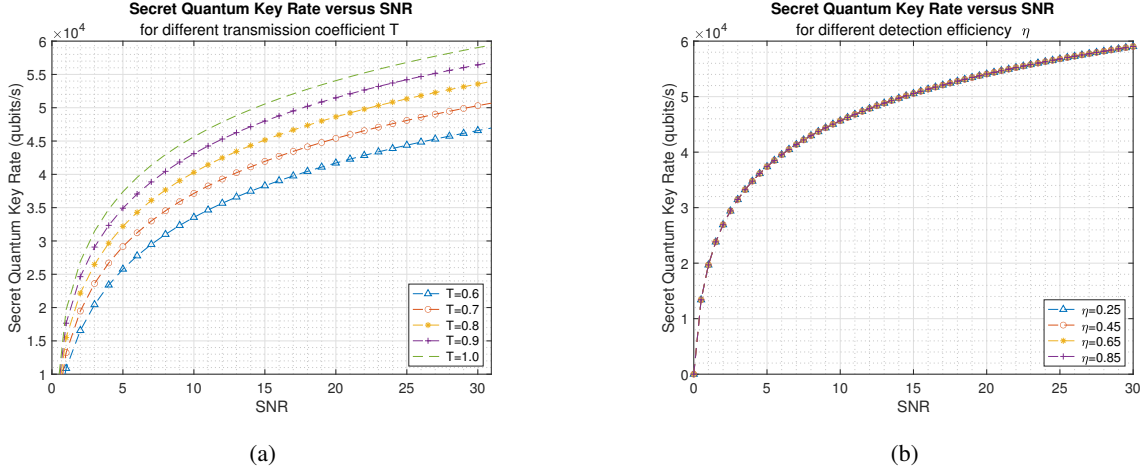 Secret Quantum Key Rate versus SNR
for different transmission coefficient T
×10⁴
6
5.5
5
4.5
4
3.5
3
2.5
2
1.5
1
Secret Quantum Key Rate (qubits/s)
0 5 10 15 20 25 30
SNR
T=0.6
T=0.7
T=0.8
T=0.9
T=1.0
(a)
Secret Quantum Key Rate versus SNR
for different detection efficiency η
×10⁴
6
5
4
3
2
1
0
Secret Quantum Key Rate (qubits/s)
0 5 10 15 20 25 30
SNR
η=0.25
η=0.45
η=0.65
η=0.85
(b)